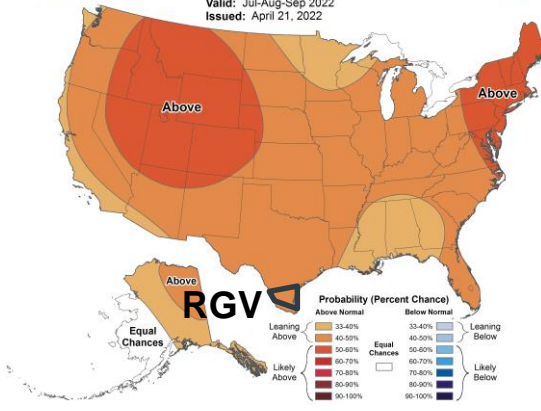 Valid: Jul-Aug-Sep 2022
Issued: April 21, 2022
Above
Above
Above
Equal
Chances
RGV
Probability (Percent Chance)
Above Normal
Below Normal
Leaning
Above
33-40%
40-50%
Likely
Above
50-60%
60-70%
70-80%
80-90%
90-100%
Equal
Chances
33-40%
40-50%
Leaning
Below
50-60%
60-70%
70-80%
80-90%
90-100%
Likely
Below